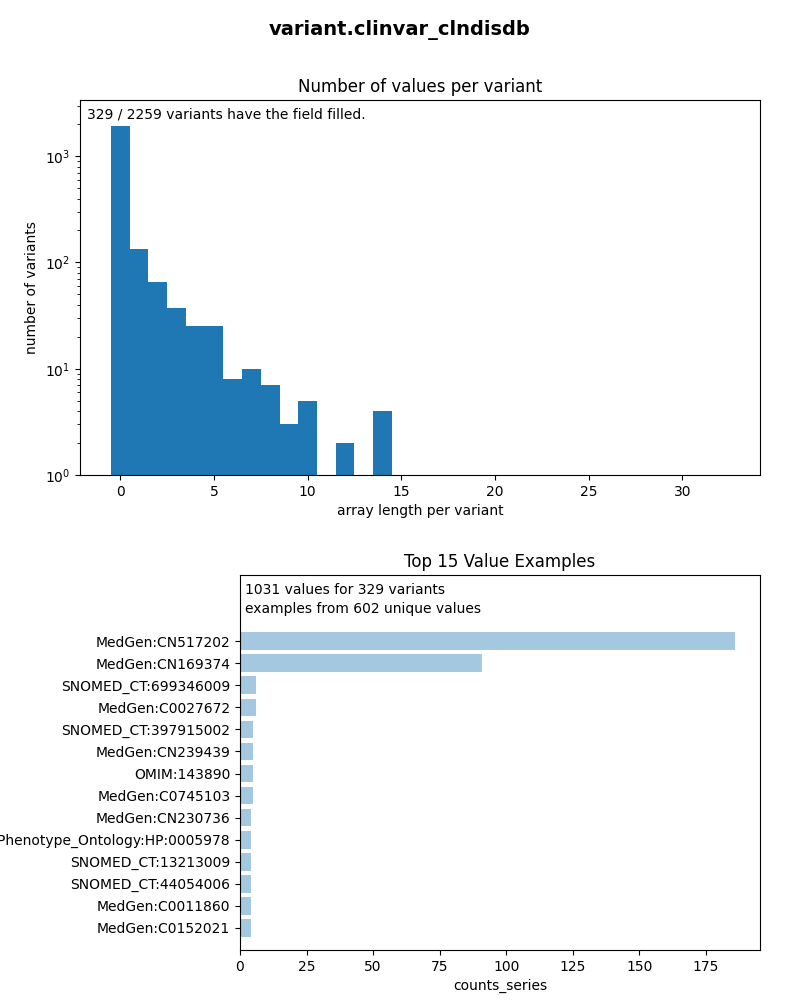 variant.clinvar_clndisdb
Number of values per variant
329 / 2259 variants have the field filled.
number of variants
10³
10²
10¹
10⁰
0 5 10 15 20 25 30
array length per variant
Top 15 Value Examples
1031 values for 329 variants
examples from 602 unique values
MedGen:CN517202
MedGen:CN169374
SNOMED_CT:699346009
MedGen:C0027672
SNOMED_CT:397915002
MedGen:CN239439
OMIM:143890
MedGen:C0745103
MedGen:CN230736
Phenotype_Ontology:HP:0005978
SNOMED_CT:13213009
SNOMED_CT:44054006
MedGen:C0011860
MedGen:C0152021
0 25 50 75 100 125 150 175
counts_series